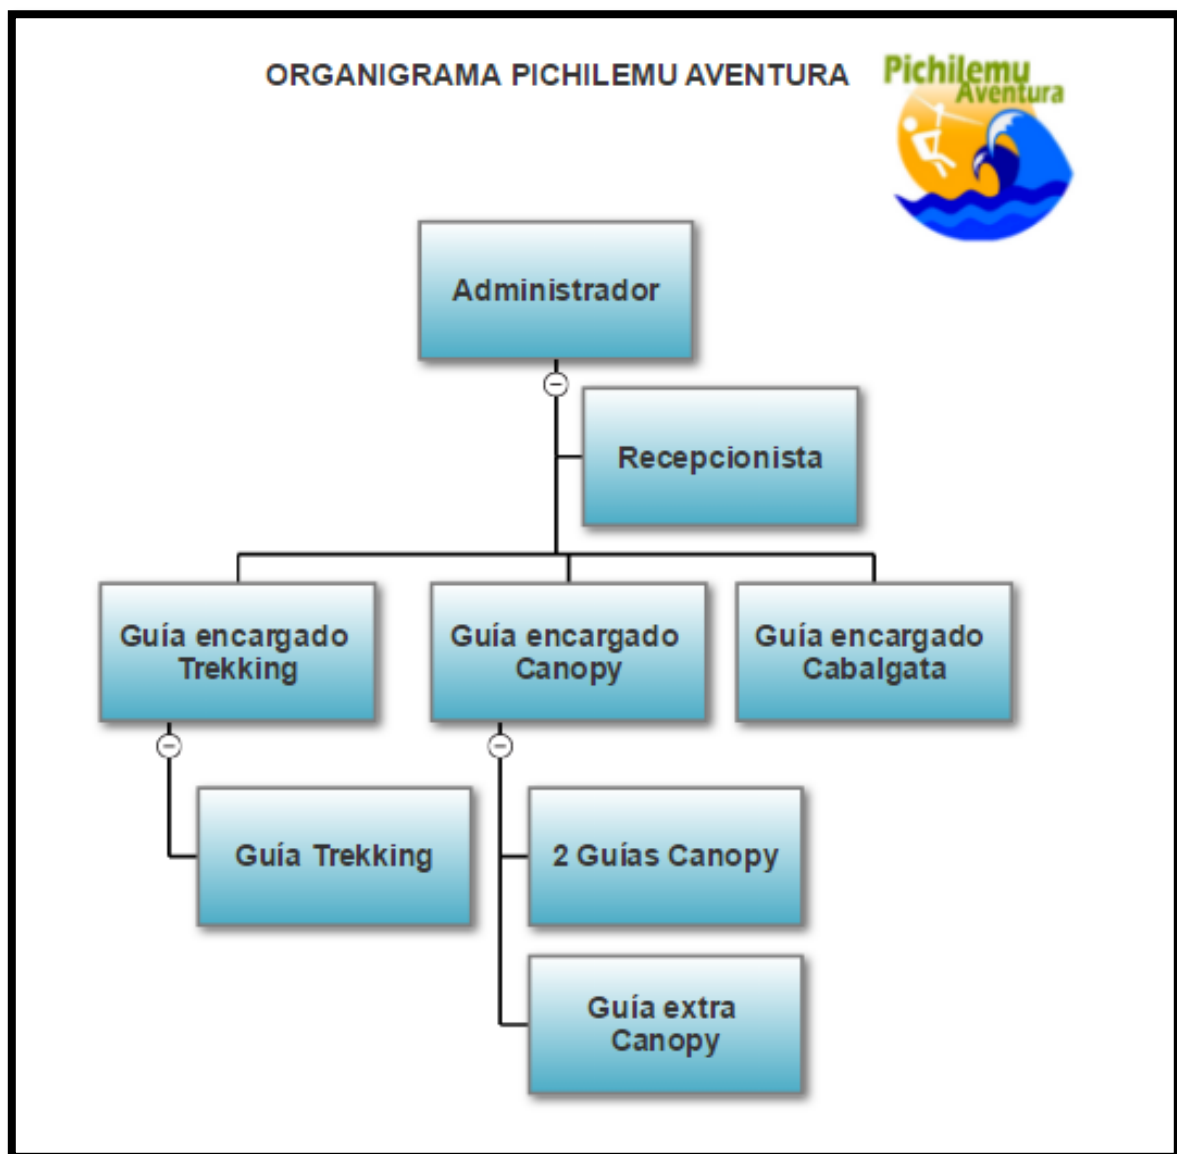 ORGANIGRAMA PICHILEMU AVENTURA
Pichilemu
Aventura
Administrador
Recepcionista
Guía encargado
Trekking
Guía encargado
Canopy
Guía encargado
Cabalgata
Guía Trekking
2 Guías Canopy
Guía extra
Canopy